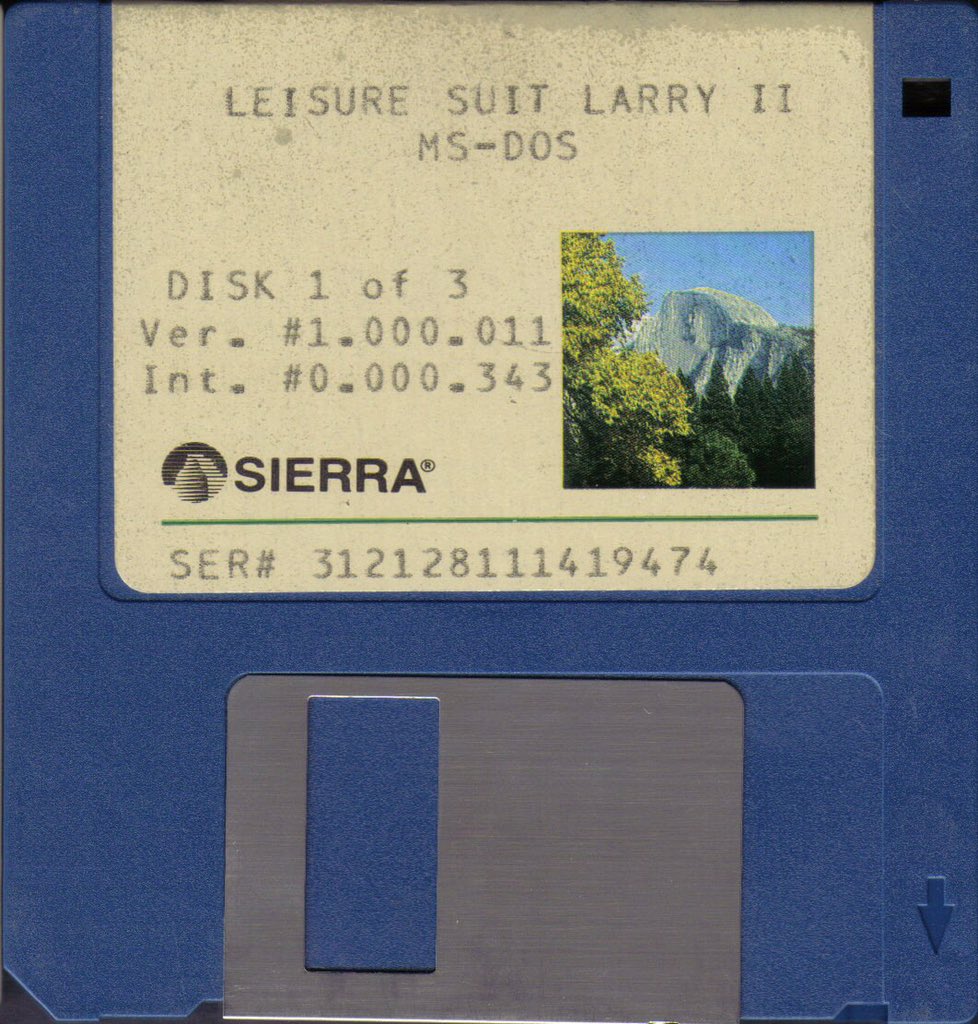 LEISURE SUIT LARRY II
MS-DOS
DISK 1 of 3
Ver. #1.000.011
Int. #0.000.343
SIERRA®
SER# 312128111419474